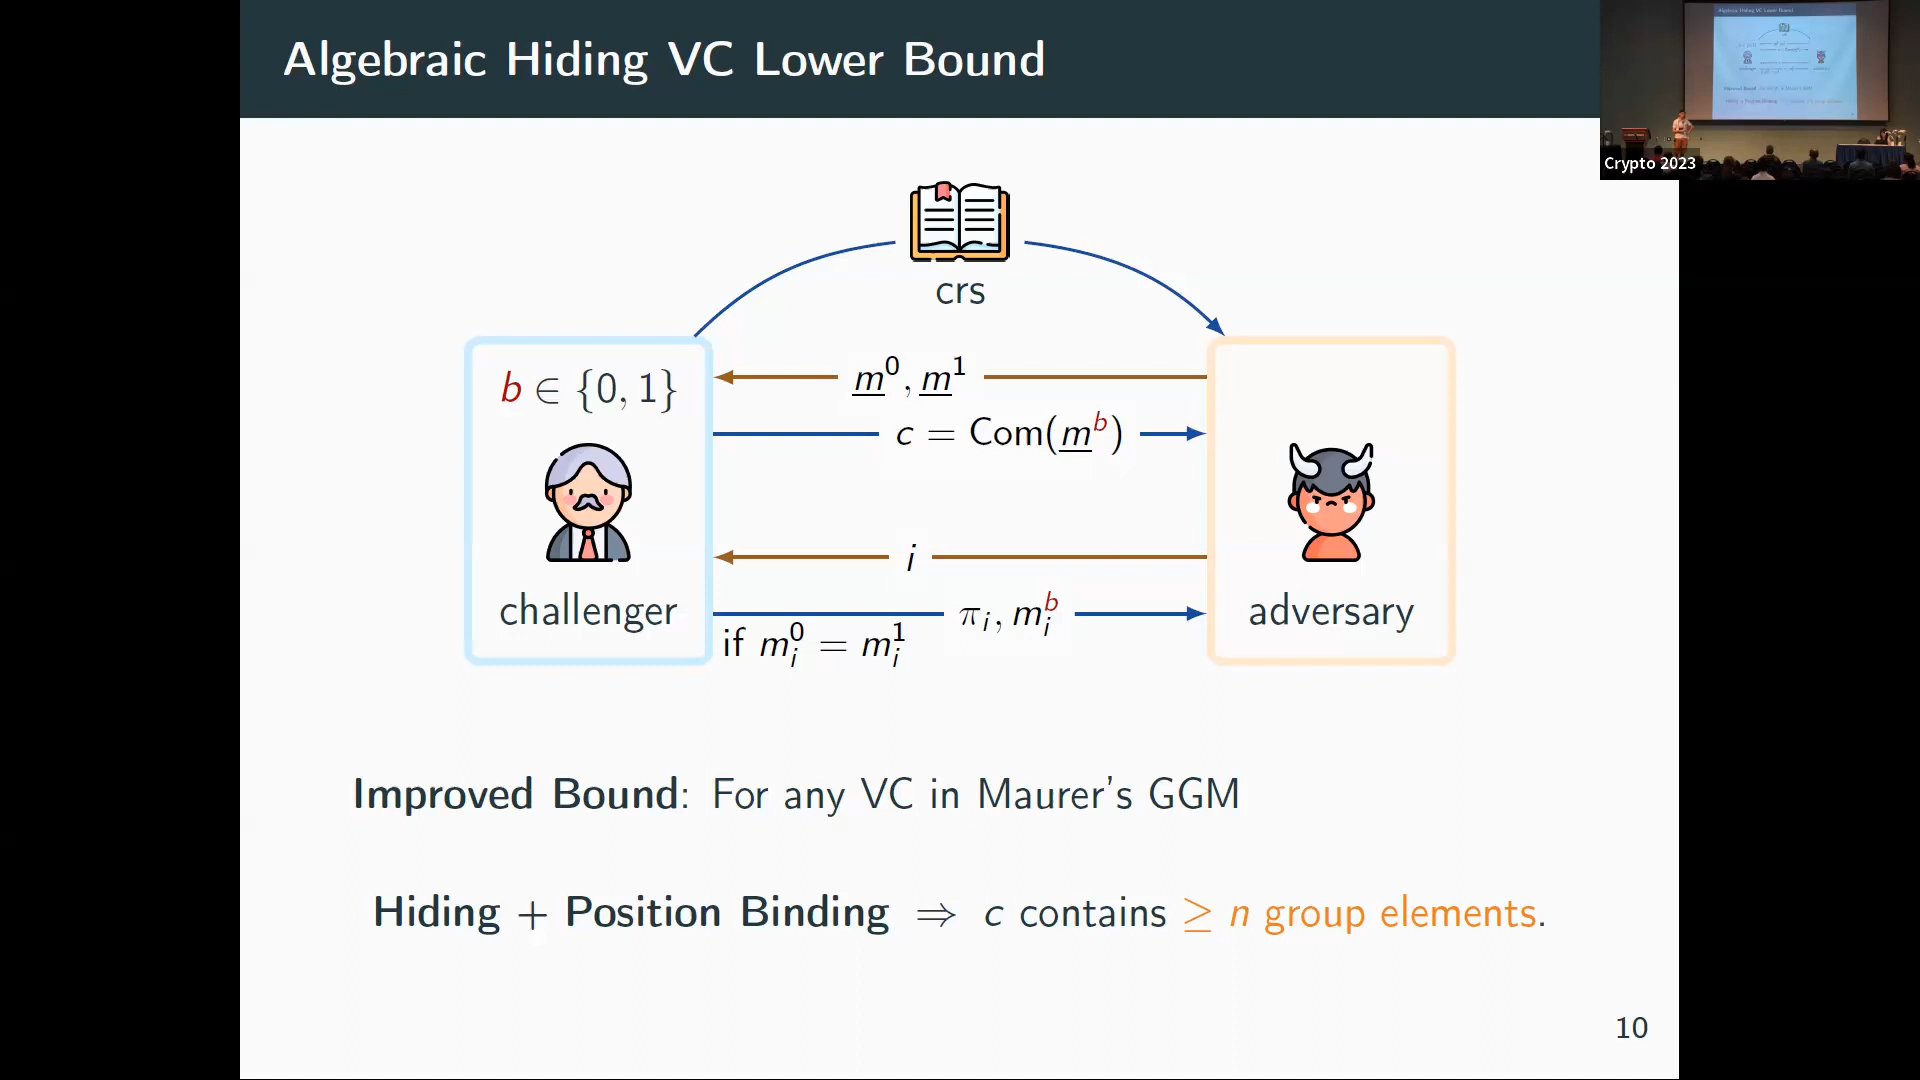 Algebraic Hiding VC Lower Bound
Crypto 2023
crs
b ∈ {0, 1}
m⁰, m¹
c = Com(mᵇ)
i
challenger
πᵢ, mᵢᵇ
adversary
if mᵢ⁰ = mᵢ¹
Improved Bound: For any VC in Maurer's GGM
Hiding + Position Binding ⇒ c contains ≥ n group elements.
10